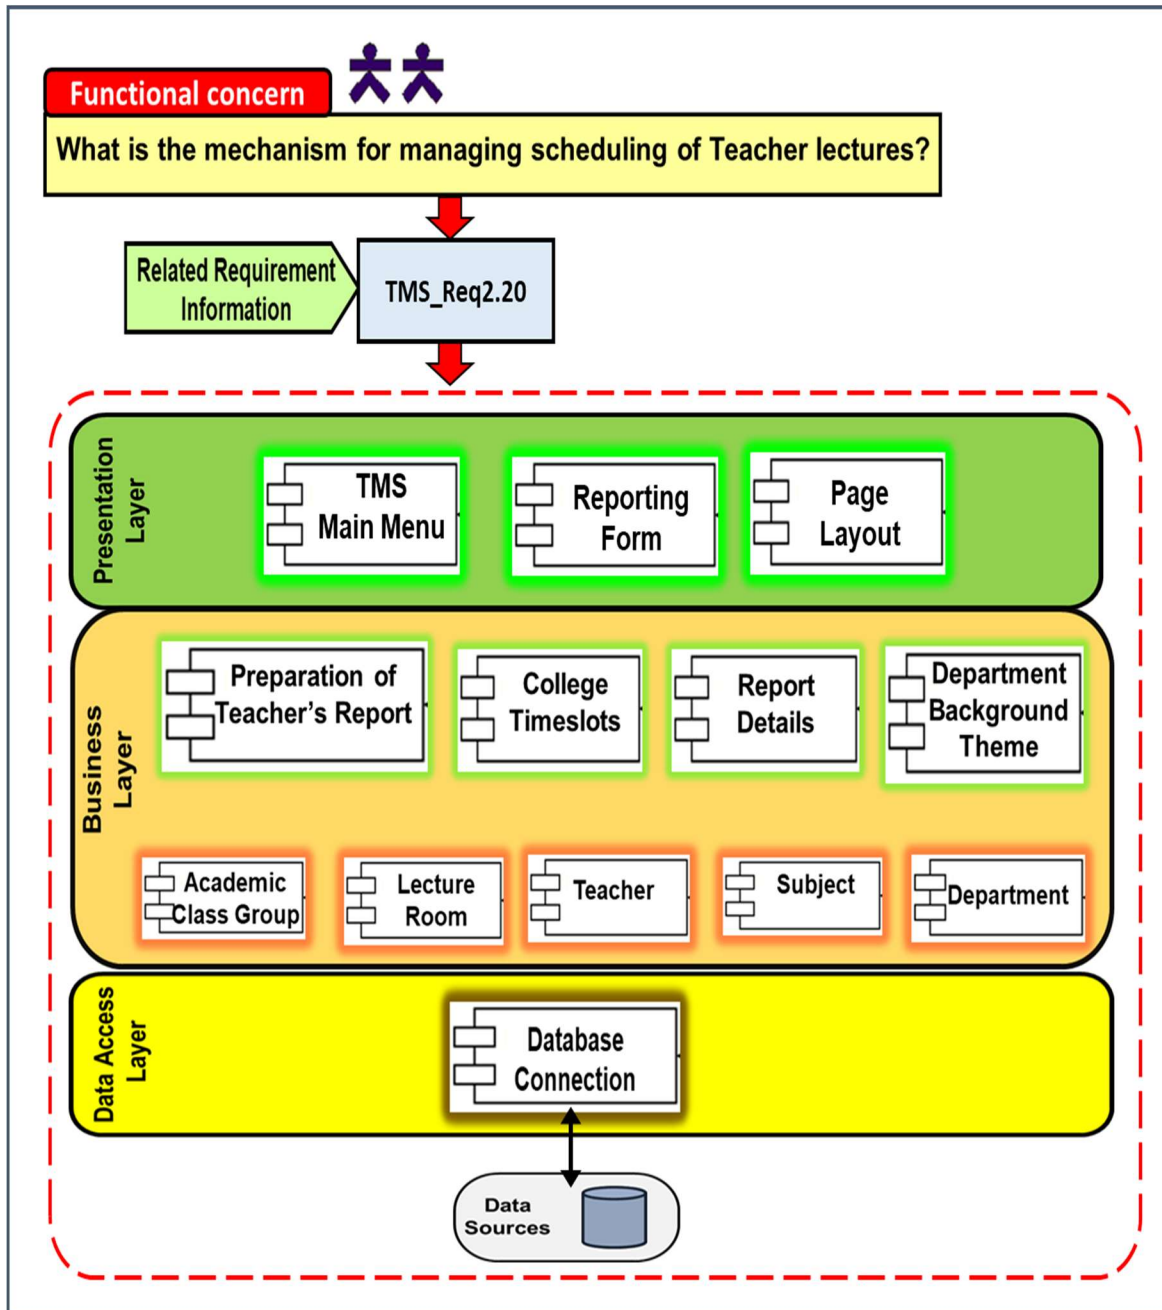 Functional concern
What is the mechanism for managing scheduling of Teacher lectures?
Related Requirement
Information
TMS_Req2.20
Presentation
Layer
TMS
Main Menu
Reporting
Form
Page
Layout
Business
Layer
Preparation of
Teacher’s Report
College
Timeslots
Report
Details
Department
Background
Theme
Academic
Class Group
Lecture
Room
Teacher
Subject
Department
Data Access
Layer
Database
Connection
Data
Sources